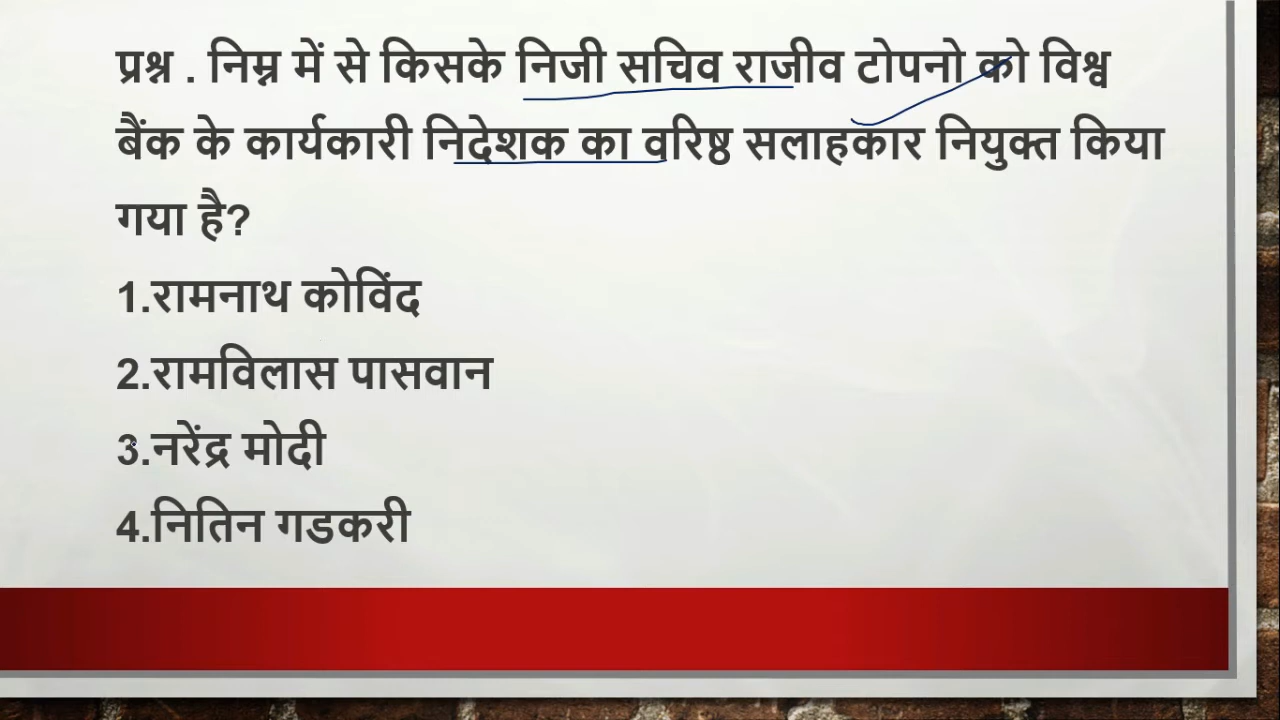 प्रश्न . निम्न में से किसके निजी सचिव राजीव टोपनो को विश्व
बैंक के कार्यकारी निदेशक का वरिष्ठ सलाहकार नियुक्त किया
गया है?
1.रामनाथ कोविंद
2.रामविलास पासवान
3.नरेंद्र मोदी
4.नितिन गडकरी